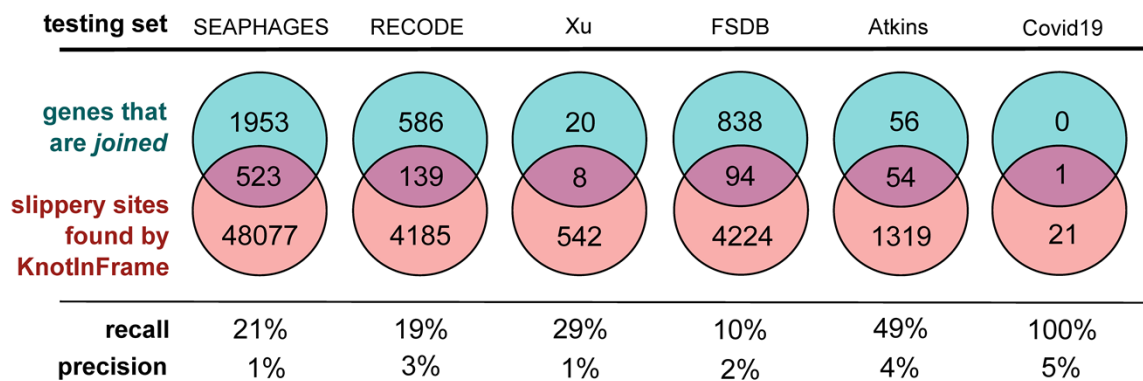 testing set SEAPHAGES RECODE Xu FSDB Atkins Covid19
genes that
are joined
1953 586 20 838 56 0
523 139 8 94 54 1
slippery sites
found by
KnotInFrame
48077 4185 542 4224 1319 21
recall 21% 19% 29% 10% 49% 100%
precision 1% 3% 1% 2% 4% 5%